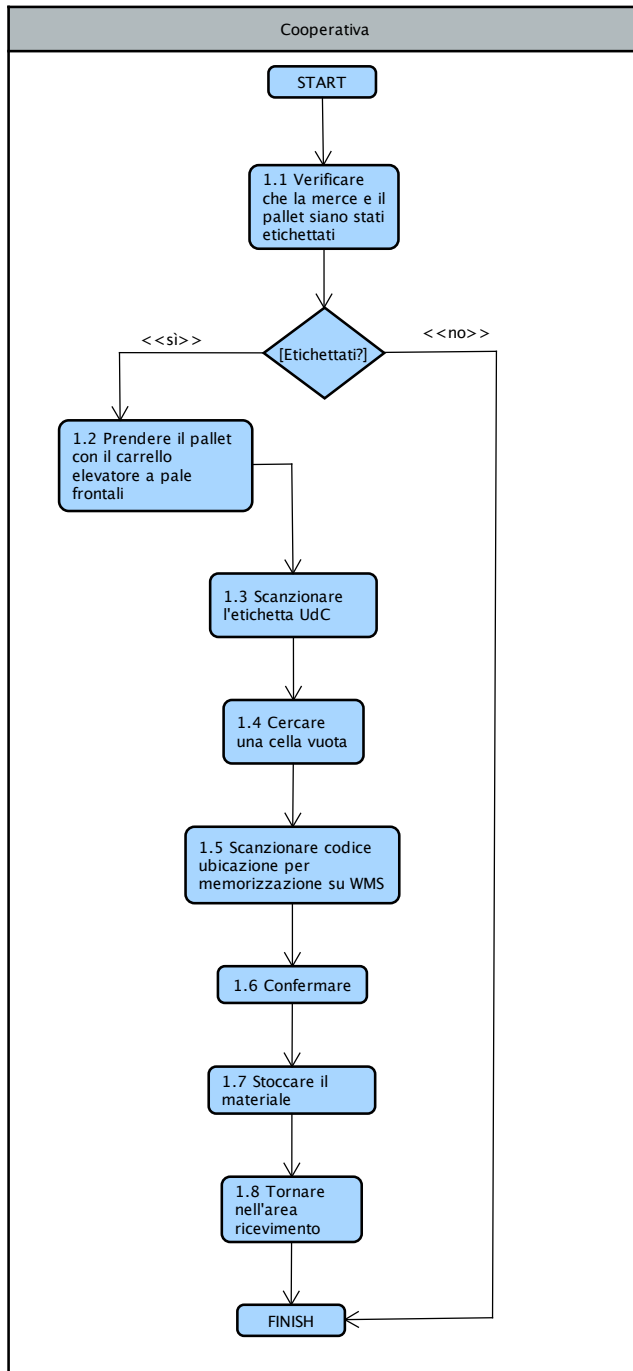 Cooperativa
START
1.1 Verificare
che la merce e il
pallet siano stati
etichettati
<<sì>>
[Etichettati?]
<<no>>
1.2 Prendere il pallet
con il carrello
elevatore a pale
frontali
1.3 Scanzionare
l'etichetta UdC
1.4 Cercare
una cella vuota
1.5 Scanzionare codice
ubicazione per
memorizzazione su WMS
1.6 Confermare
1.7 Stoccare il
materiale
1.8 Tornare
nell'area
ricevimento
FINISH